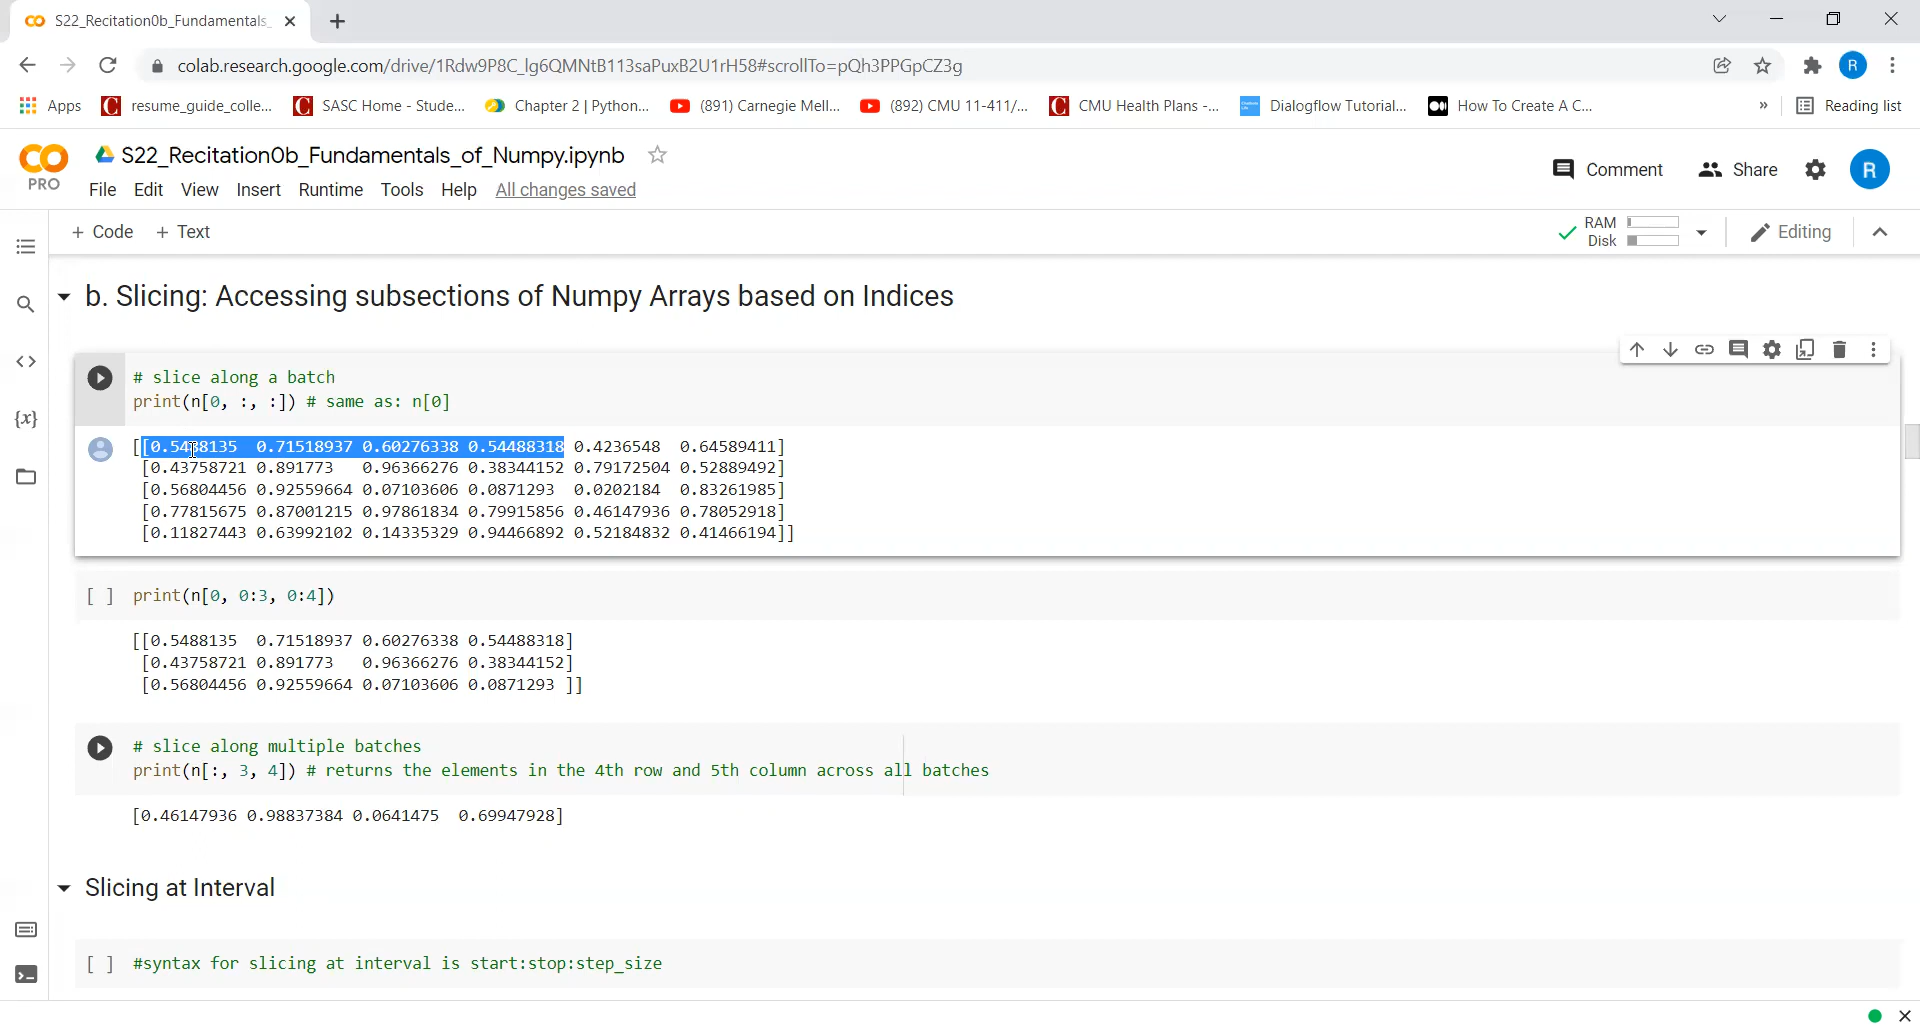 S22_Recitation0b_Fundamentals_
colab.research.google.com/drive/1Rdw9P8C_lg6QMNtB113saPuxB2U1rH58#scrollTo=pQh3PPGpCZ3g
R
Apps resume_guide_colle... SASC Home - Stude... Chapter 2 | Python... (891) Carnegie Mell... (892) CMU 11-411/... CMU Health Plans -... Dialogflow Tutorial... How To Create A C... » Reading list
PRO
S22_Recitation0b_Fundamentals_of_Numpy.ipynb
Comment Share R
File Edit View Insert Runtime Tools Help All changes saved
+ Code + Text
RAM
Disk
Editing
b. Slicing: Accessing subsections of Numpy Arrays based on Indices
# slice along a batch
print(n[0, :, :]) # same as: n[0]
[[0.5488135  0.71518937 0.60276338 0.54488318 0.4236548  0.64589411]
[0.43758721 0.891773   0.96366276 0.38344152 0.79172504 0.52889492]
[0.56804456 0.92559664 0.07103606 0.0871293  0.0202184  0.83261985]
[0.77815675 0.87001215 0.97861834 0.79915856 0.46147936 0.78052918]
[0.11827443 0.63992102 0.14335329 0.94466892 0.52184832 0.41466194]]
[ ] print(n[0, 0:3, 0:4])
[[0.5488135  0.71518937 0.60276338 0.54488318]
[0.43758721 0.891773   0.96366276 0.38344152]
[0.56804456 0.92559664 0.07103606 0.0871293 ]]
# slice along multiple batches
print(n[:, 3, 4]) # returns the elements in the 4th row and 5th column across all batches
[0.46147936 0.98837384 0.0641475  0.69947928]
Slicing at Interval
[ ] #syntax for slicing at interval is start:stop:step_size